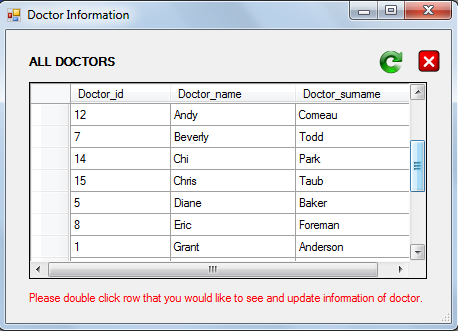 Doctor Information
ALL DOCTORS
Doctor_id Doctor_name Doctor_surname
12 Andy Comeau
7 Beverly Todd
14 Chi Park
15 Chris Taub
5 Diane Baker
8 Eric Foreman
1 Grant Anderson
Please double click row that you would like to see and update information of doctor.